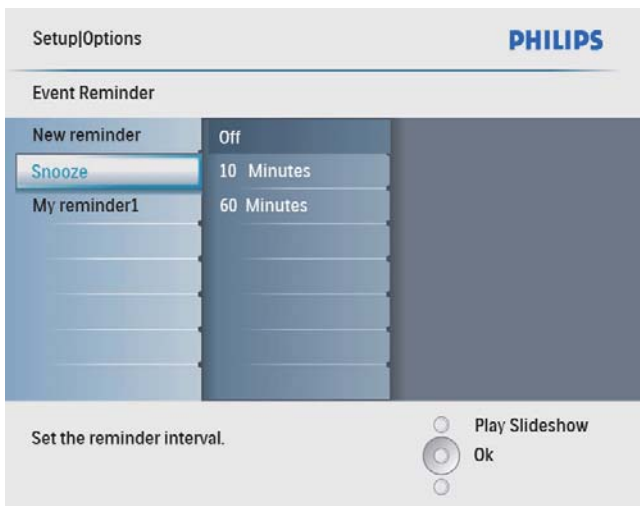 Setup|Options
PHILIPS
Event Reminder
New reminder
Off
Snooze
10 Minutes
My reminder1
60 Minutes
Set the reminder interval.
Play Slideshow
Ok